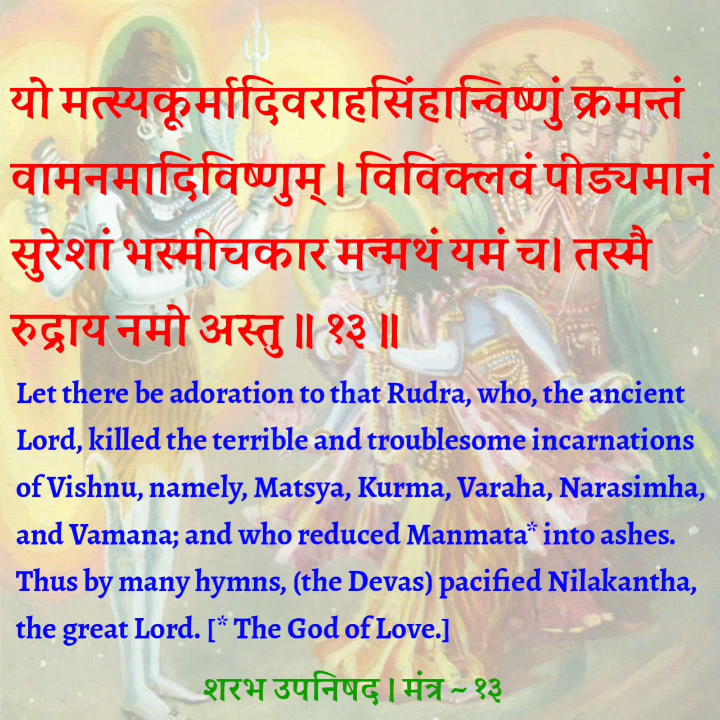 यो मत्स्यकूर्मादिवराहसिंहान्विष्णुं क्रमन्तं
वामनमादिविष्णुम् । विविक्लवं पीड्यमानं
सुरेशं भस्मीचकार मन्मथं यमं च। तस्मै
रुद्राय नमो अस्तु ॥ १३ ॥
Let there be adoration to that Rudra, who, the ancient
Lord, killed the terrible and troublesome incarnations
of Vishnu, namely, Matsya, Kurma, Varaha, Narasimha,
and Vamana; and who reduced Manmata* into ashes.
Thus by many hymns, (the Devas) pacified Nilakantha,
the great Lord. [* The God of Love.]
शरभ उपनिषद । मंत्र ~ १३